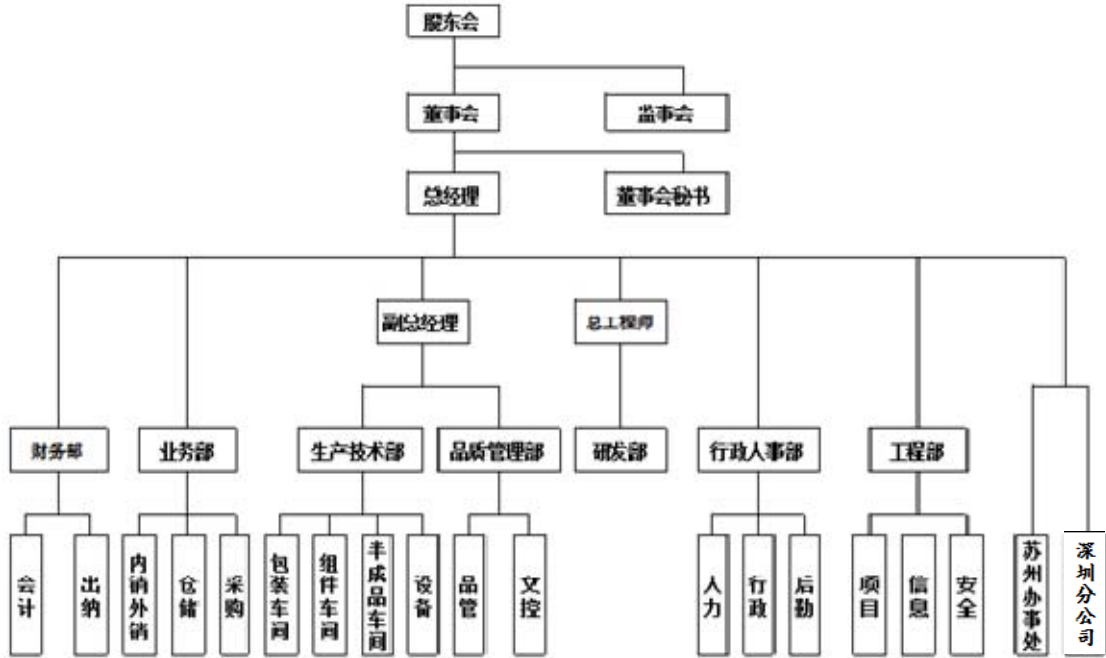 股东会
董事会
监事会
总经理
董事会秘书
副总经理
总工程师
财务部
业务部
生产技术部
品质管理部
研发部
行政人事部
工程部
会计
出纳
内销外销
仓储
采购
包装车间
组件车间
半成品车间
设备
品管
文控
人力
行政
后勤
项目
信息
安全
苏州办事处
深圳分公司